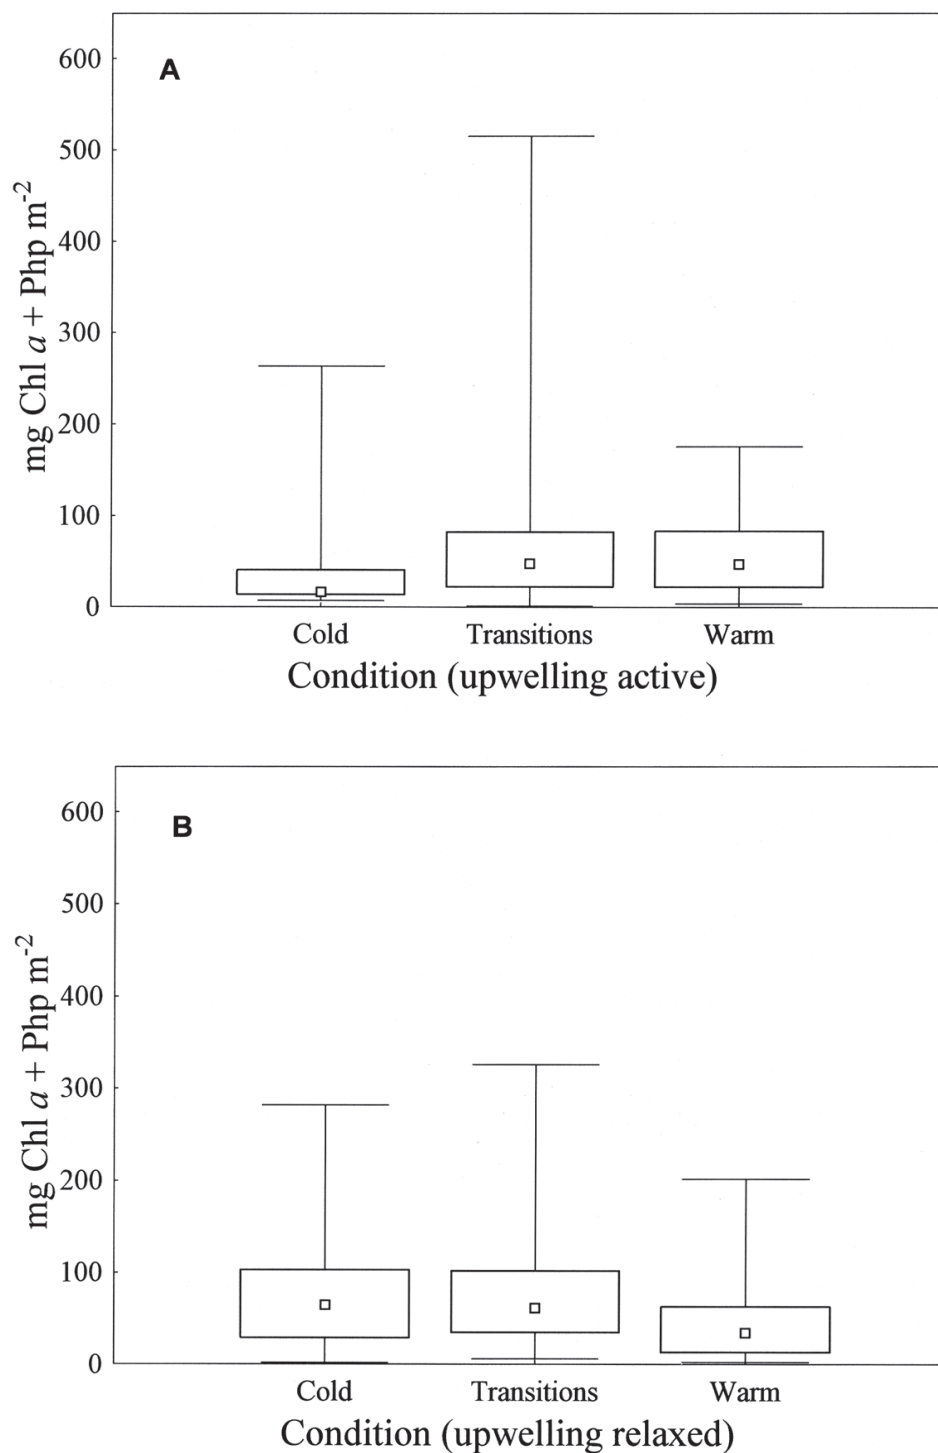 A
600
500
400
300
200
100
0
mg Chl a + Php m-2
Cold Transitions Warm
Condition (upwelling active)
B
600
500
400
300
200
100
0
mg Chl a + Php m-2
Cold Transitions Warm
Condition (upwelling relaxed)